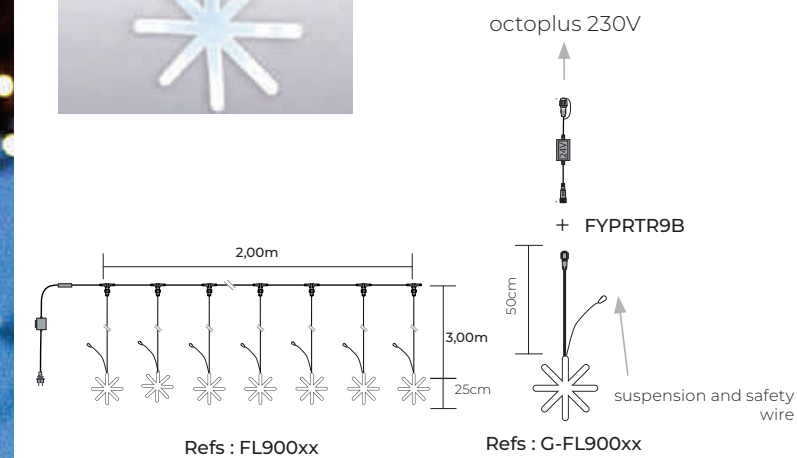 octoplus 230V
24V
+ FYPRTR9B
2,00m
50cm
3,00m
25cm
suspension and safety
wire
Refs : FL900xx
Refs : G-FL900xx